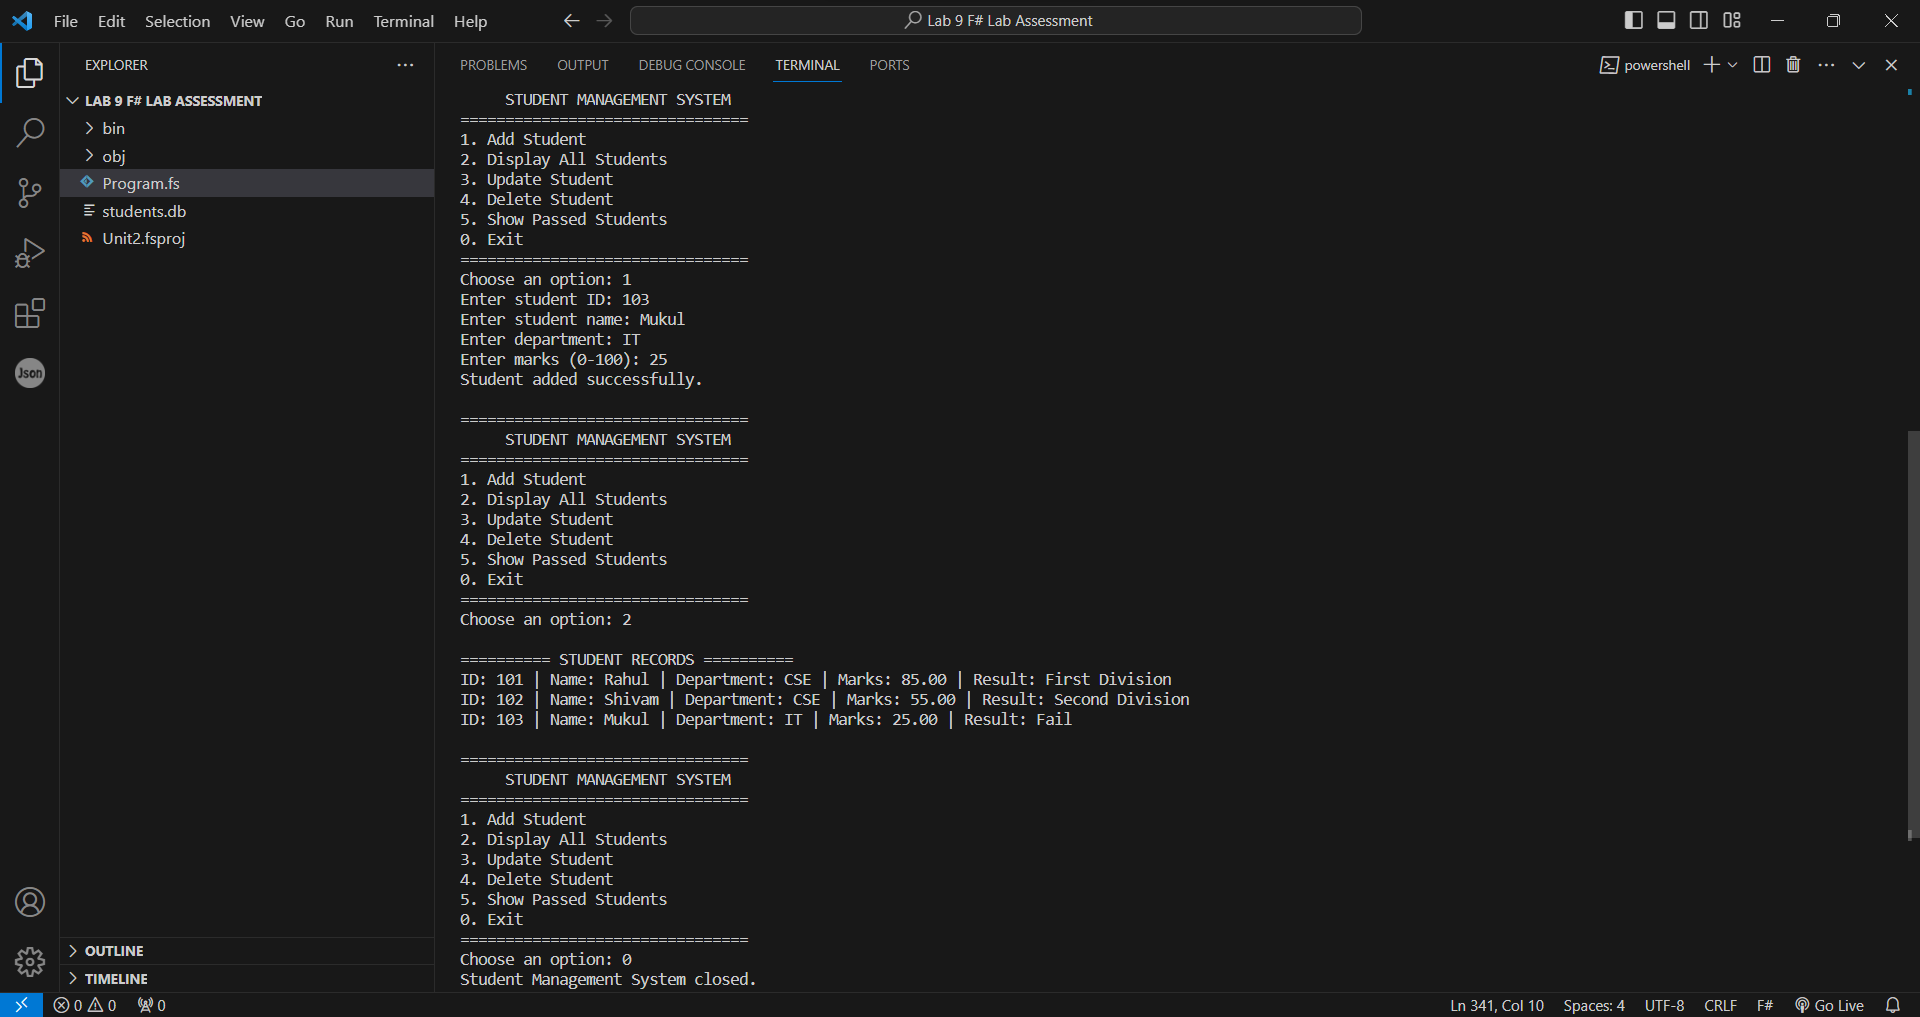 File Edit Selection View Go Run Terminal Help
Lab 9 F# Lab Assessment
EXPLORER
LAB 9 F# LAB ASSESSMENT
bin
obj
Program.fs
students.db
Unit2.fsproj
Json
OUTLINE
TIMELINE
PROBLEMS OUTPUT DEBUG CONSOLE TERMINAL PORTS
powershell
STUDENT MANAGEMENT SYSTEM
================================
1. Add Student
2. Display All Students
3. Update Student
4. Delete Student
5. Show Passed Students
0. Exit
================================
Choose an option: 1
Enter student ID: 103
Enter student name: Mukul
Enter department: IT
Enter marks (0-100): 25
Student added successfully.
================================
STUDENT MANAGEMENT SYSTEM
================================
1. Add Student
2. Display All Students
3. Update Student
4. Delete Student
5. Show Passed Students
0. Exit
================================
Choose an option: 2
========== STUDENT RECORDS ==========
ID: 101 | Name: Rahul | Department: CSE | Marks: 85.00 | Result: First Division
ID: 102 | Name: Shivam | Department: CSE | Marks: 55.00 | Result: Second Division
ID: 103 | Name: Mukul | Department: IT | Marks: 25.00 | Result: Fail
================================
STUDENT MANAGEMENT SYSTEM
================================
1. Add Student
2. Display All Students
3. Update Student
4. Delete Student
5. Show Passed Students
0. Exit
================================
Choose an option: 0
Student Management System closed.
0 0 0
Ln 341, Col 10 Spaces: 4 UTF-8 CRLF F# Go Live